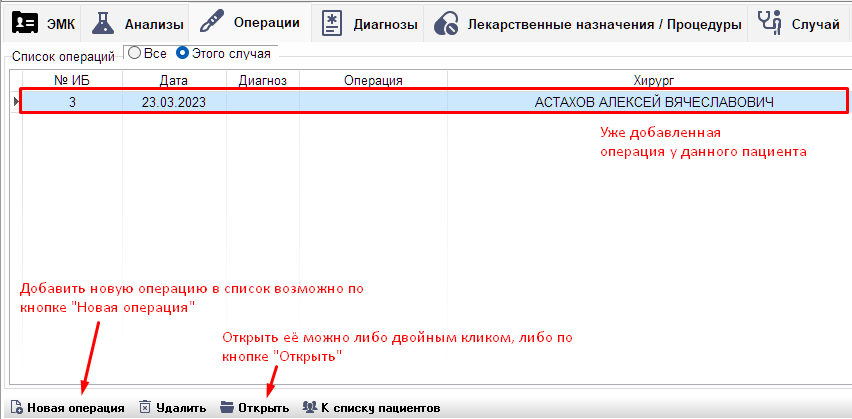 ЭМК Анализы Операции Диагнозы Лекарственные назначения / Процедуры Случай
Список операций Все Этого случая
№ ИБ Дата Диагноз Операция Хирург
3 23.03.2023 АСТАХОВ АЛЕКСЕЙ ВЯЧЕСЛАВОВИЧ
Уже добавленная
операция у данного пациента
Добавить новую операцию в список возможно по
кнопке "Новая операция"
Открыть её можно либо двойным кликом, либо по
кнопке "Открыть"
Новая операция Удалить Открыть К списку пациентов